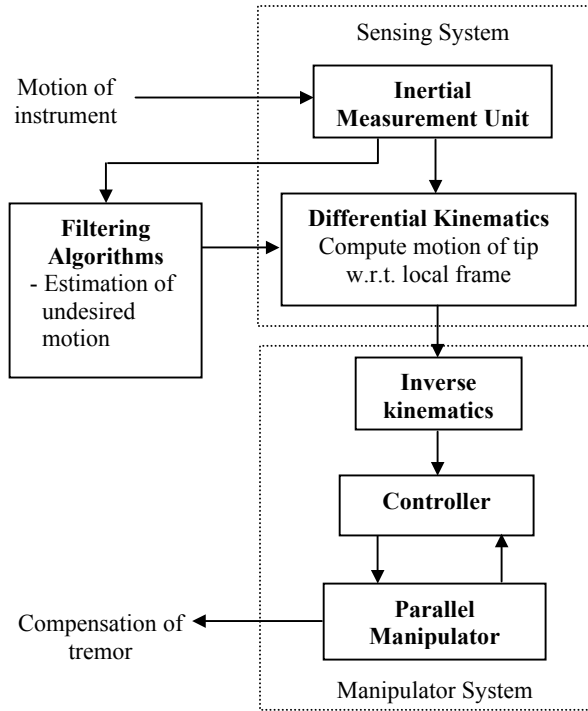 Sensing System
Motion of
instrument
Inertial
Measurement Unit
Filtering
Algorithms
- Estimation of
undesired
motion
Differential Kinematics
Compute motion of tip
w.r.t. local frame
Inverse
kinematics
Controller
Parallel
Manipulator
Compensation of
tremor
Manipulator System